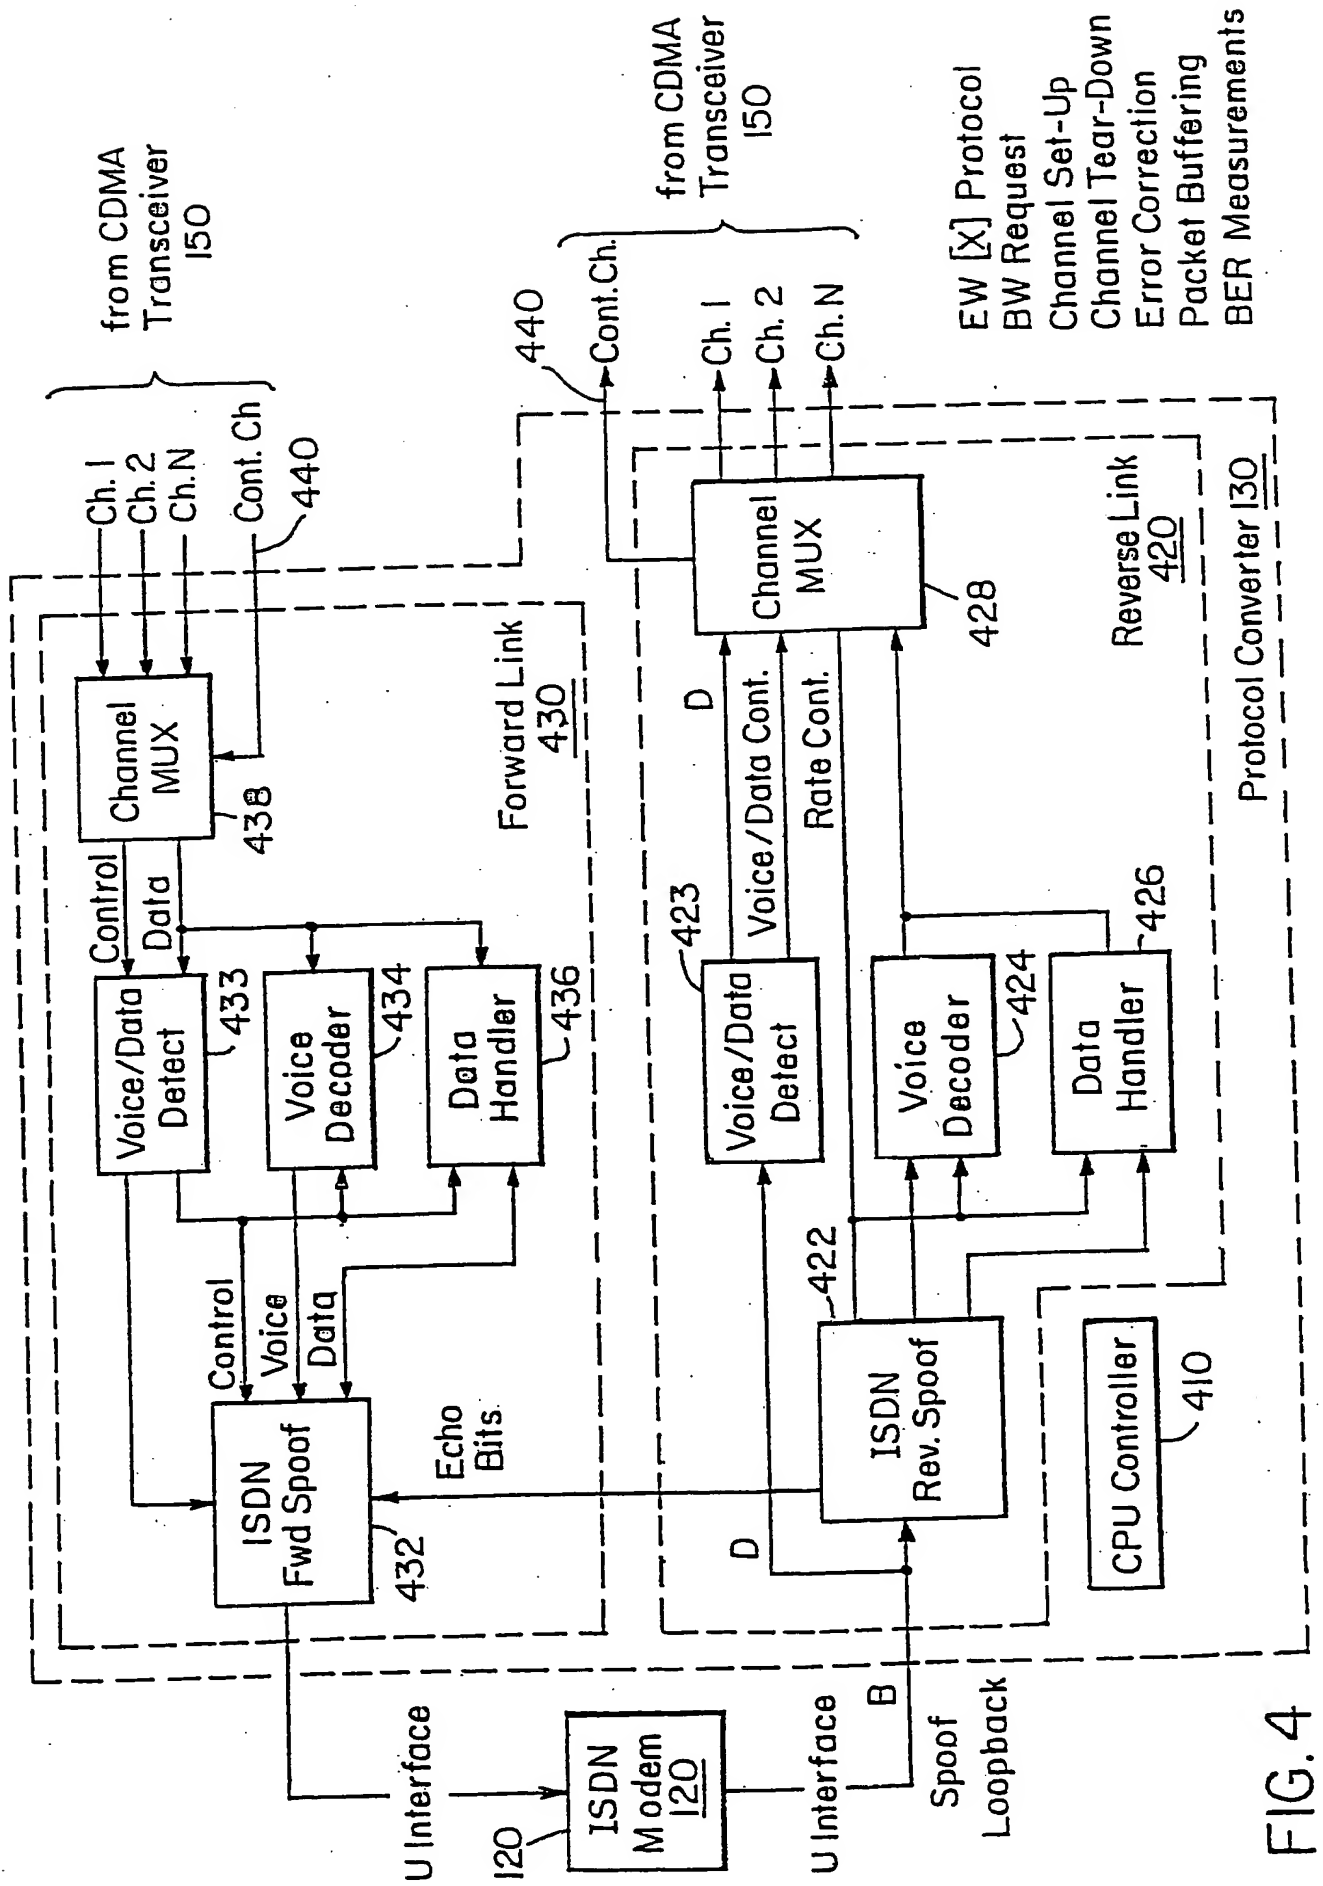 from CDMA
Transceiver
150
Ch. 1
Ch. 2
Ch. N
Cont. Ch
440
Channel
MUX
438
Control
Data
Forward Link
430
Voice/Data
Detect
433
Voice
Decoder
434
Data
Handler
436
Control
Voice
Data
ISDN
Fwd Spoof
432
Echo
Bits
U Interface
120
ISDN
Modem
120
U Interface
B
Spoof
Loopback
from CDMA
Transceiver
150
440
Cont. Ch.
Ch. 1
Ch. 2
Ch. N
Channel
MUX
428
D
Voice/Data Cont.
Rate Cont.
423
Voice/Data
Detect
Voice
Decoder
424
Data
Handler
426
D
422
ISDN
Rev. Spoof
Reverse Link
420
CPU Controller
410
Protocol Converter 130
EW [X] Protocol
BW Request
Channel Set-Up
Channel Tear-Down
Error Correction
Packet Buffering
BER Measurements
FIG. 4